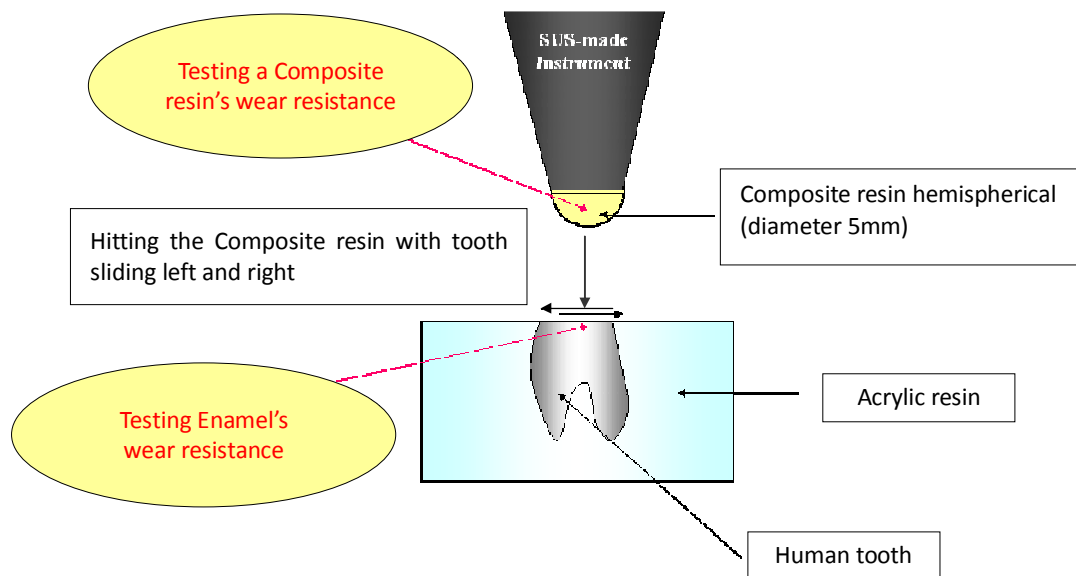 SUS-made
Instrument
Testing a Composite
resin's wear resistance
Composite resin hemispherical
(diameter 5mm)
Hitting the Composite resin with tooth
sliding left and right
Acrylic resin
Testing Enamel's
wear resistance
Human tooth